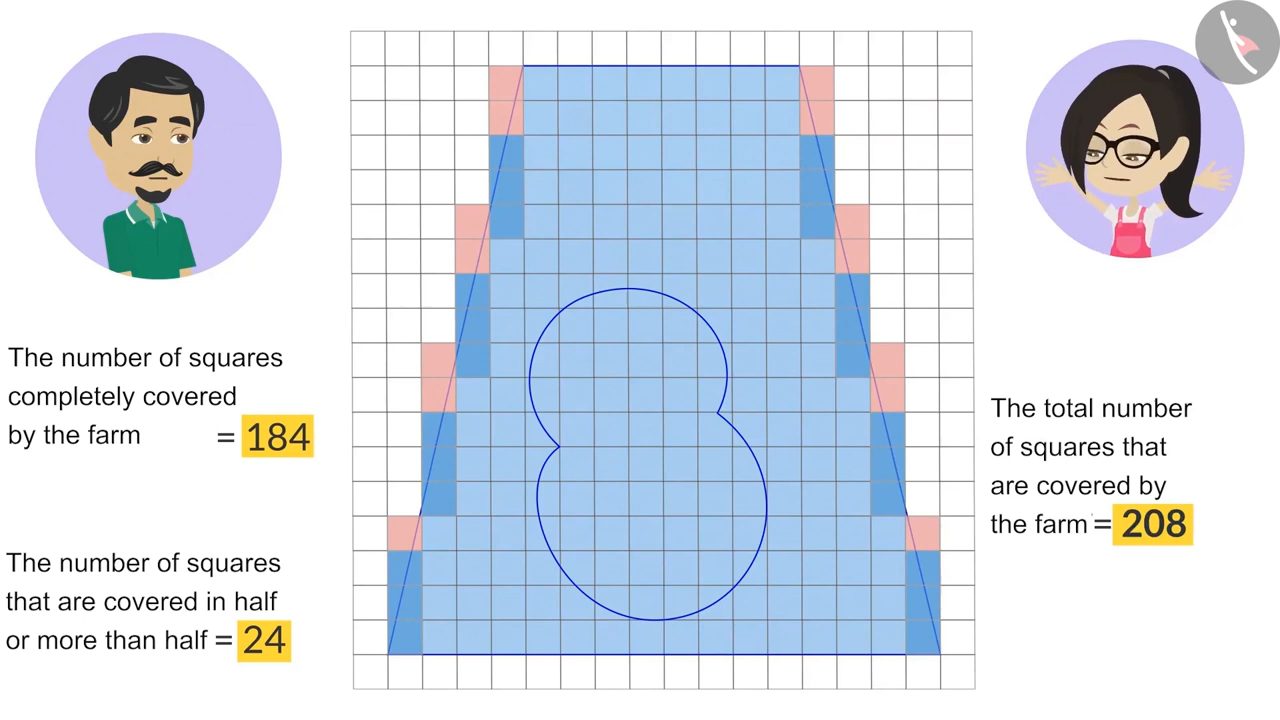 The number of squares
completely covered
by the farm = 184
The number of squares
that are covered in half
or more than half = 24
The total number
of squares that
are covered by
the farm = 208